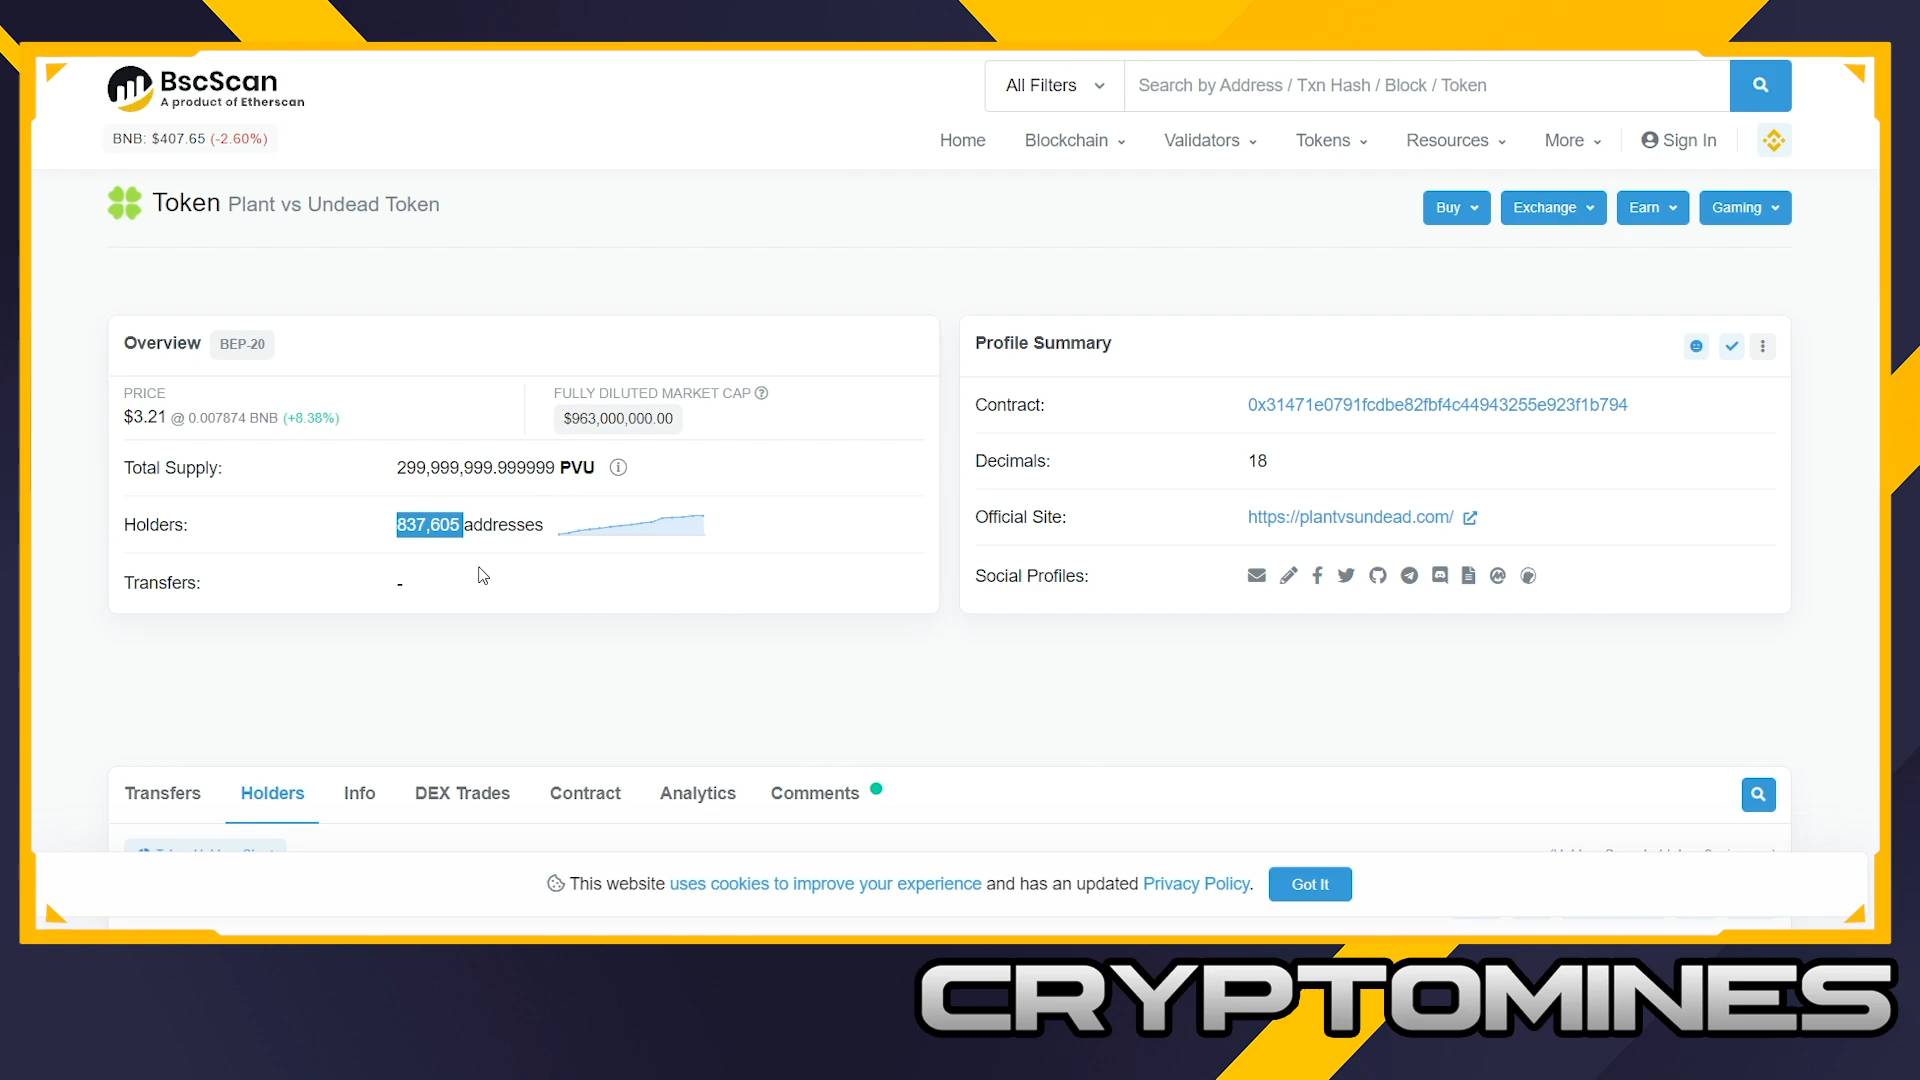 BscScan
A product of Etherscan
All Filters
Search by Address / Txn Hash / Block / Token
BNB: $407.65 (-2.60%)
Home
Blockchain
Validators
Tokens
Resources
More
Sign In
Token Plant vs Undead Token
Buy
Exchange
Earn
Gaming
Overview BEP-20
PRICE
$3.21 @ 0.007874 BNB (+8.38%)
FULLY DILUTED MARKET CAP
$963,000,000.00
Total Supply: 299,999,999.999999 PVU
Holders: 837,605 addresses
Transfers: -
Profile Summary
Contract: 0x31471e0791fcdbe82fbf4c44943255e923f1b794
Decimals: 18
Official Site: https://plantvsundead.com/
Social Profiles:
Transfers
Holders
Info
DEX Trades
Contract
Analytics
Comments
This website uses cookies to improve your experience and has an updated Privacy Policy.
Got It
CRYPTOMINES